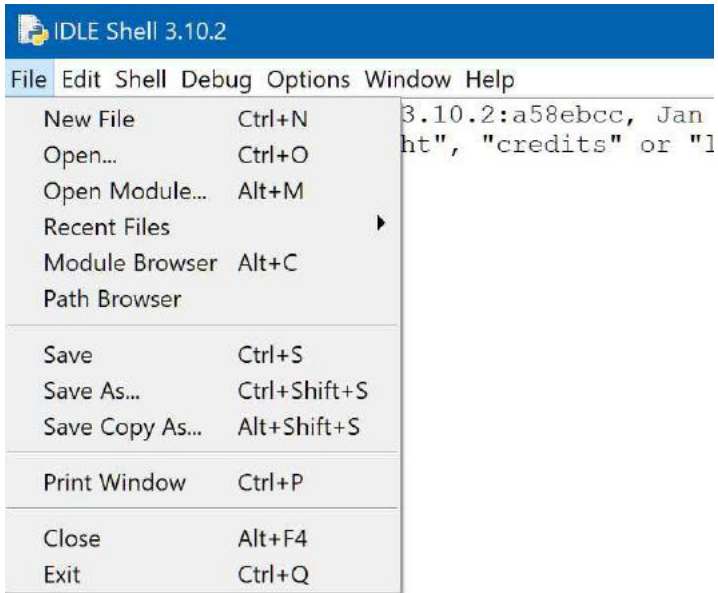 IDLE Shell 3.10.2
File Edit Shell Debug Options Window Help
New File Ctrl+N 3.10.2:a58ebcc, Jan
Open... Ctrl+O ht", "credits" or "l
Open Module... Alt+M
Recent Files
Module Browser Alt+C
Path Browser
Save Ctrl+S
Save As... Ctrl+Shift+S
Save Copy As... Alt+Shift+S
Print Window Ctrl+P
Close Alt+F4
Exit Ctrl+Q